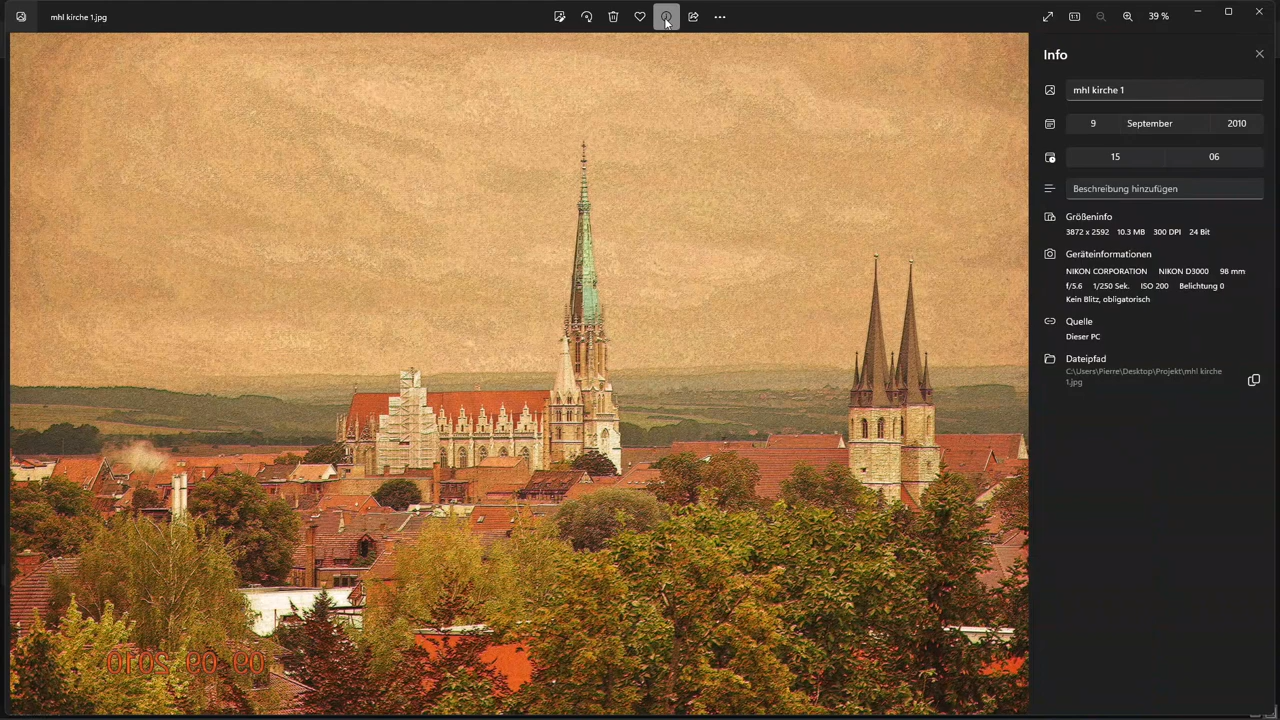 mhl kirche 1.jpg
39 %
Info
mhl kirche 1
9 September 2010
15 06
Beschreibung hinzufügen
Größeninfo
3872 x 2592 10.3 MB 300 DPI 24 Bit
Geräteinformationen
NIKON CORPORATION NIKON D3000 98 mm
f/5.6 1/250 Sek. ISO 200 Belichtung 0
Kein Blitz, obligatorisch
Quelle
Dieser PC
Dateipfad
C:\Users\Pierre\Desktop\Projekt\mhl kirche
1.jpg
09 09 2010